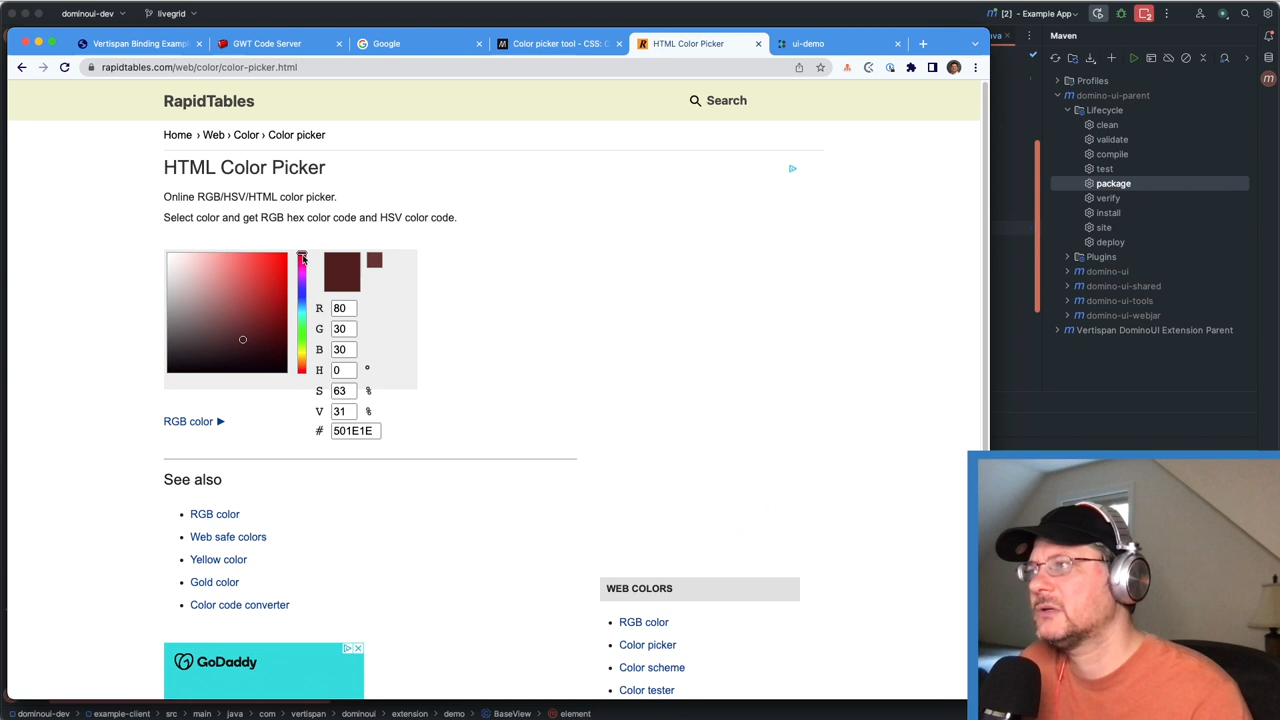 dominoui-dev
livegrid
[2] - Example App
Vertispan Binding Exampl
GWT Code Server
Google
Color picker tool - CSS: C
HTML Color Picker
ui-demo
ava
Maven
rapidtables.com/web/color/color-picker.html
RapidTables
Search
Home › Web › Color › Color picker
HTML Color Picker
Online RGB/HSV/HTML color picker.
Select color and get RGB hex color code and HSV color code.
R 80
G 30
B 30
H 0 °
S 63 %
V 31 %
# 501E1E
RGB color ►
See also
RGB color
Web safe colors
Yellow color
Gold color
Color code converter
GoDaddy
WEB COLORS
RGB color
Color picker
Color scheme
Color tester
Profiles
domino-ui-parent
Lifecycle
clean
validate
compile
test
package
verify
install
site
deploy
Plugins
domino-ui
domino-ui-shared
domino-ui-tools
domino-ui-webjar
Vertispan DominoUI Extension Parent
dominoui-dev › example-client › src › main › java › com › vertispan › dominoui › extension › demo › BaseView › element